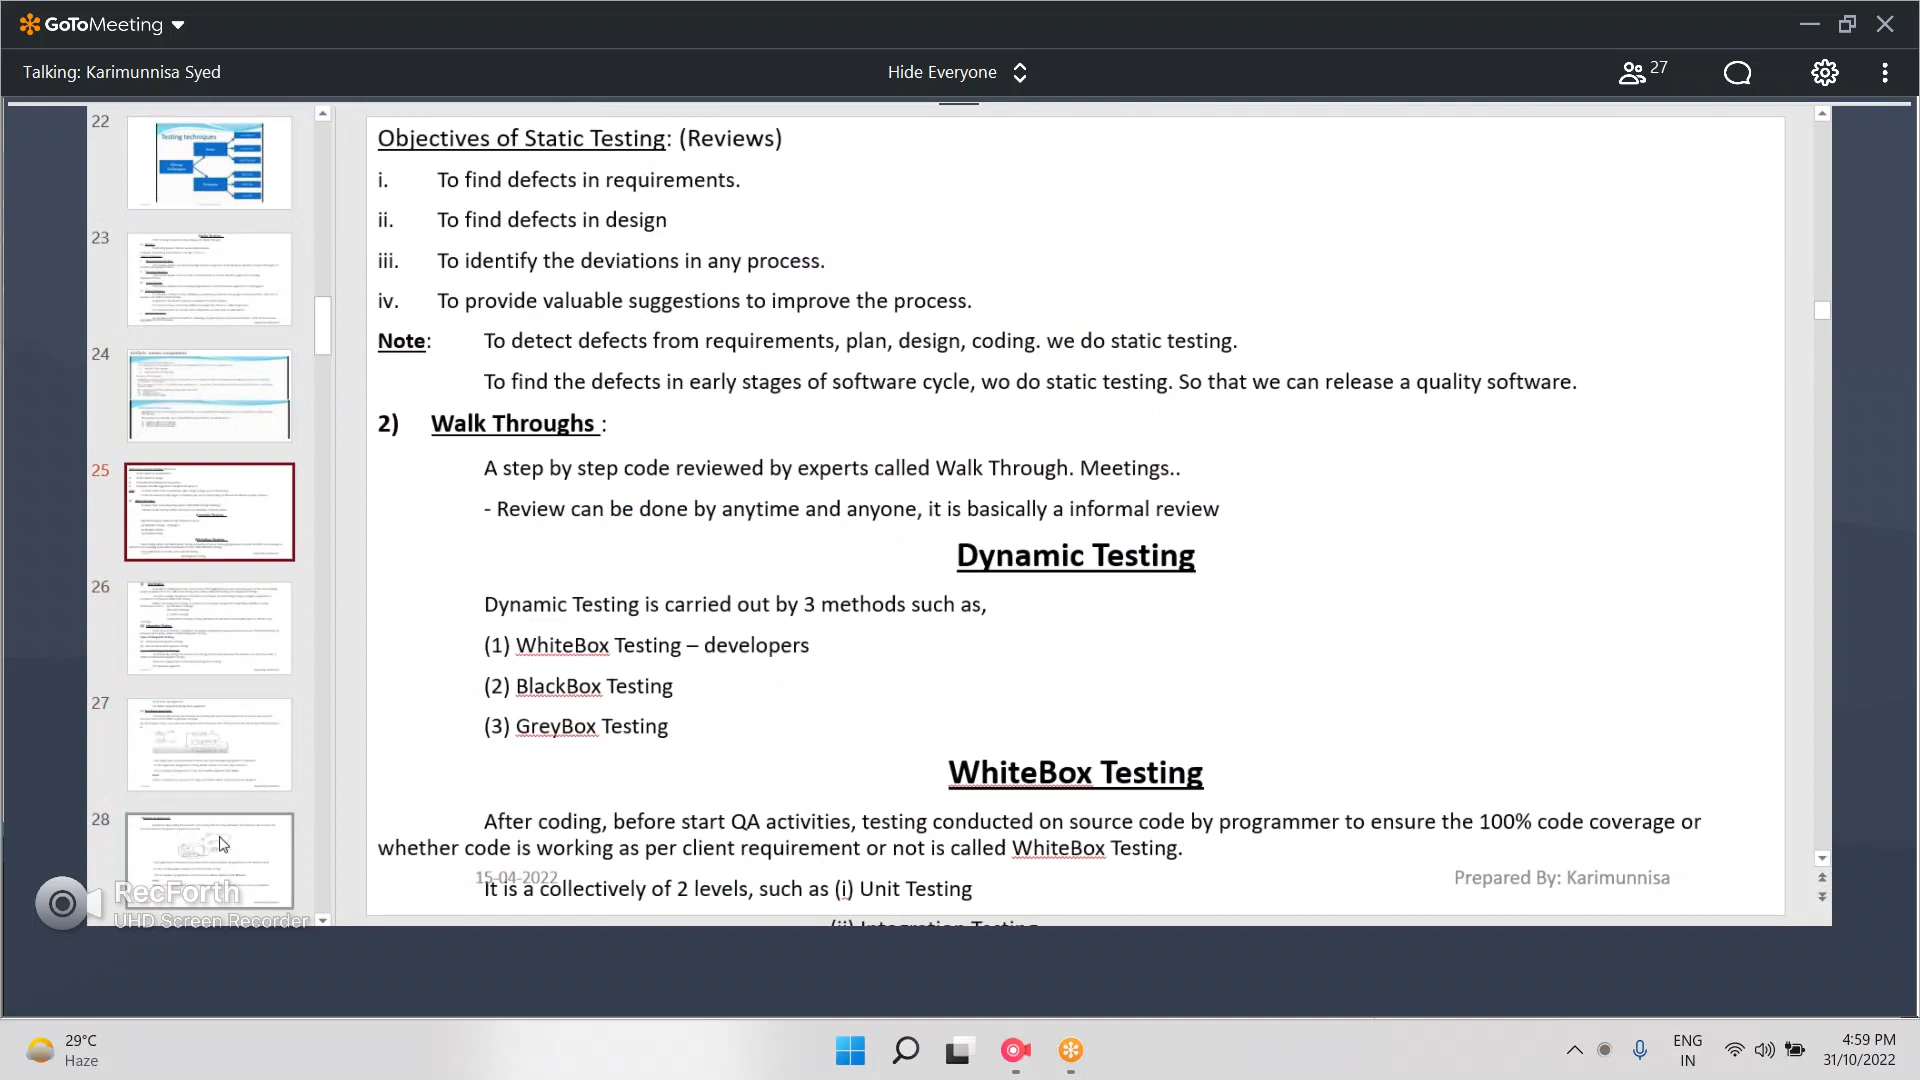 GoToMeeting
Talking: Karimunnisa Syed
Hide Everyone
27
22
Testing techniques
23
24
25
26
27
28
Objectives of Static Testing: (Reviews)
i. To find defects in requirements.
ii. To find defects in design
iii. To identify the deviations in any process.
iv. To provide valuable suggestions to improve the process.
Note: To detect defects from requirements, plan, design, coding. we do static testing.
To find the defects in early stages of software cycle, wo do static testing. So that we can release a quality software.
2) Walk Throughs :
A step by step code reviewed by experts called Walk Through. Meetings..
- Review can be done by anytime and anyone, it is basically a informal review
Dynamic Testing
Dynamic Testing is carried out by 3 methods such as,
(1) WhiteBox Testing – developers
(2) BlackBox Testing
(3) GreyBox Testing
WhiteBox Testing
After coding, before start QA activities, testing conducted on source code by programmer to ensure the 100% code coverage or
whether code is working as per client requirement or not is called WhiteBox Testing.
15-04-2022
Prepared By: Karimunnisa
It is a collectively of 2 levels, such as (i) Unit Testing
(ii) Integration Testing
RecForth
UHD Screen Recorder
29°C
Haze
ENG
IN
4:59 PM
31/10/2022